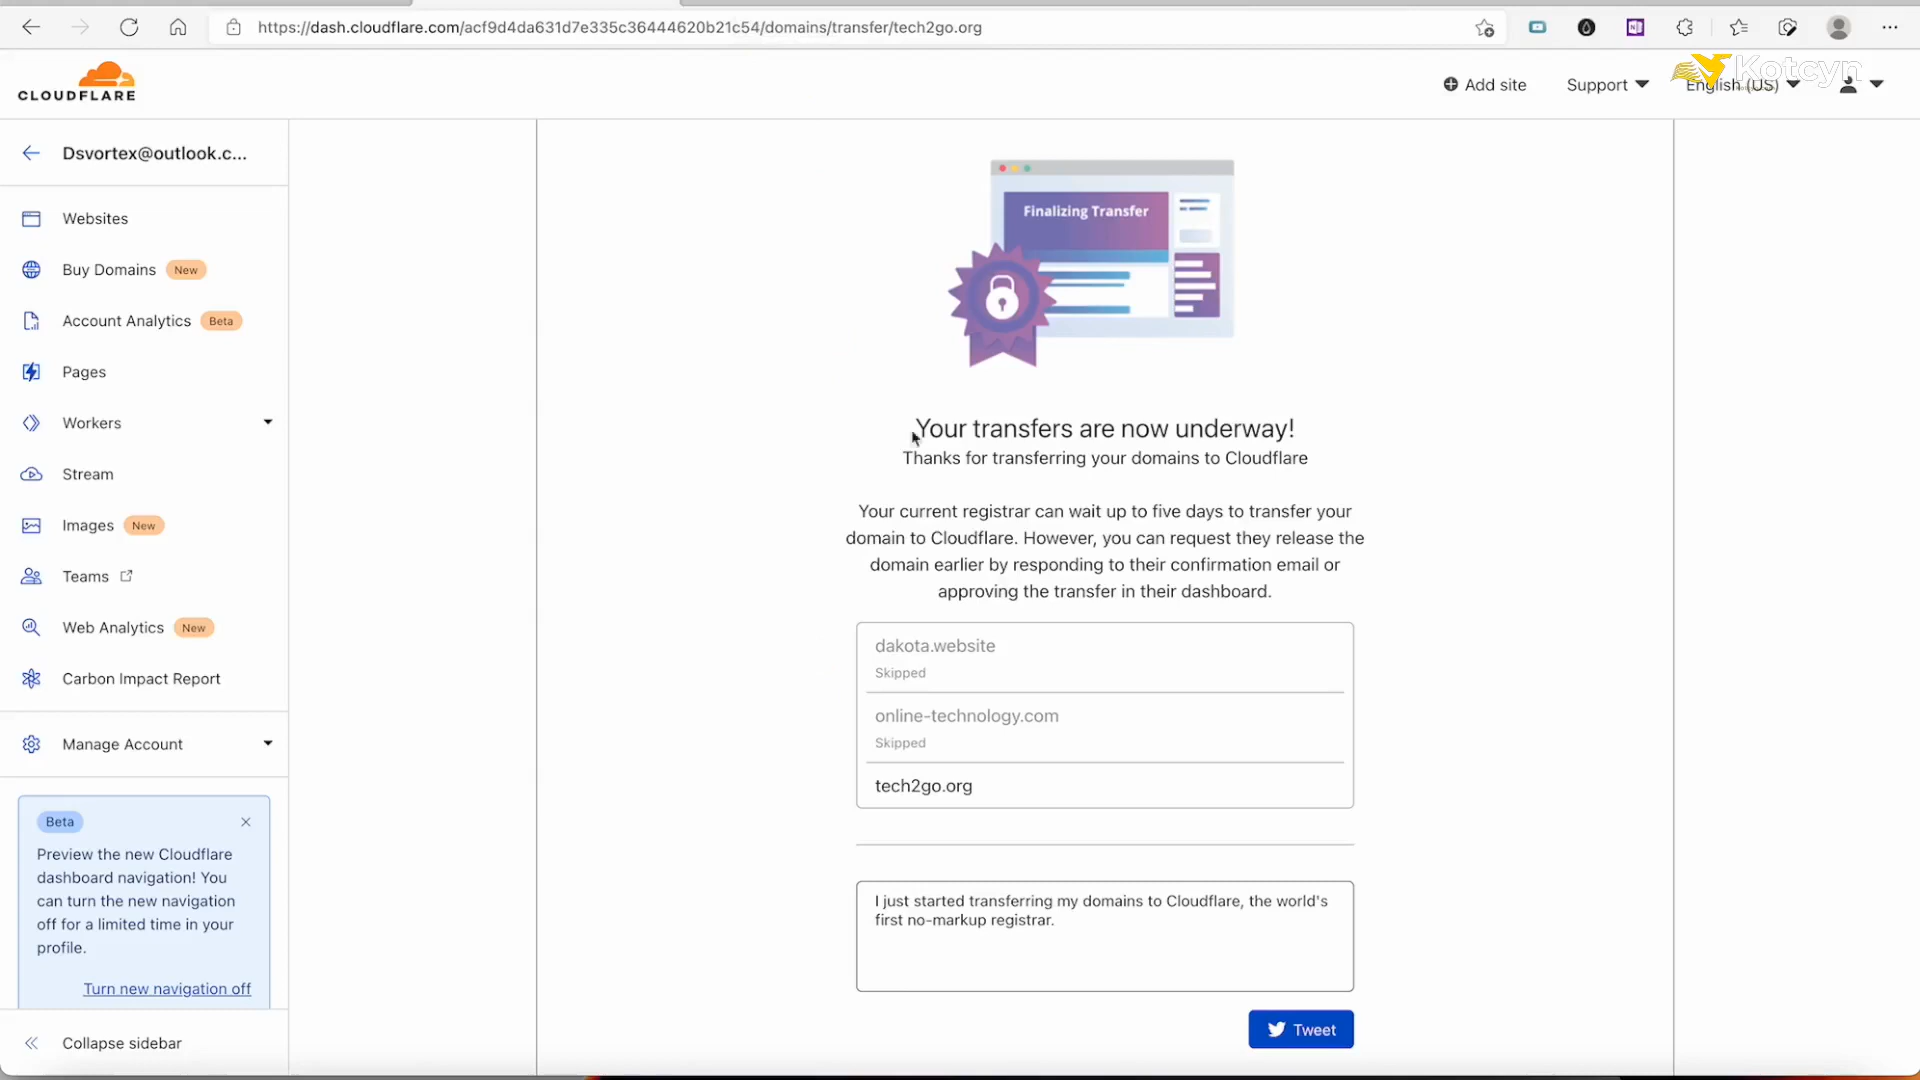 https://dash.cloudflare.com/acf9d4da631d7e335c36444620b21c54/domains/transfer/tech2go.org
CLOUDFLARE
Add site
Support
English (US)
Kotcyn
Dsvortex@outlook.c...
Websites
Buy Domains New
Account Analytics Beta
Pages
Workers
Stream
Images New
Teams
Web Analytics New
Carbon Impact Report
Manage Account
Beta
Preview the new Cloudflare
dashboard navigation! You
can turn the new navigation
off for a limited time in your
profile.
Turn new navigation off
Collapse sidebar
Finalizing Transfer
Your transfers are now underway!
Thanks for transferring your domains to Cloudflare
Your current registrar can wait up to five days to transfer your
domain to Cloudflare. However, you can request they release the
domain earlier by responding to their confirmation email or
approving the transfer in their dashboard.
dakota.website
Skipped
online-technology.com
Skipped
tech2go.org
I just started transferring my domains to Cloudflare, the world's
first no-markup registrar.
Tweet